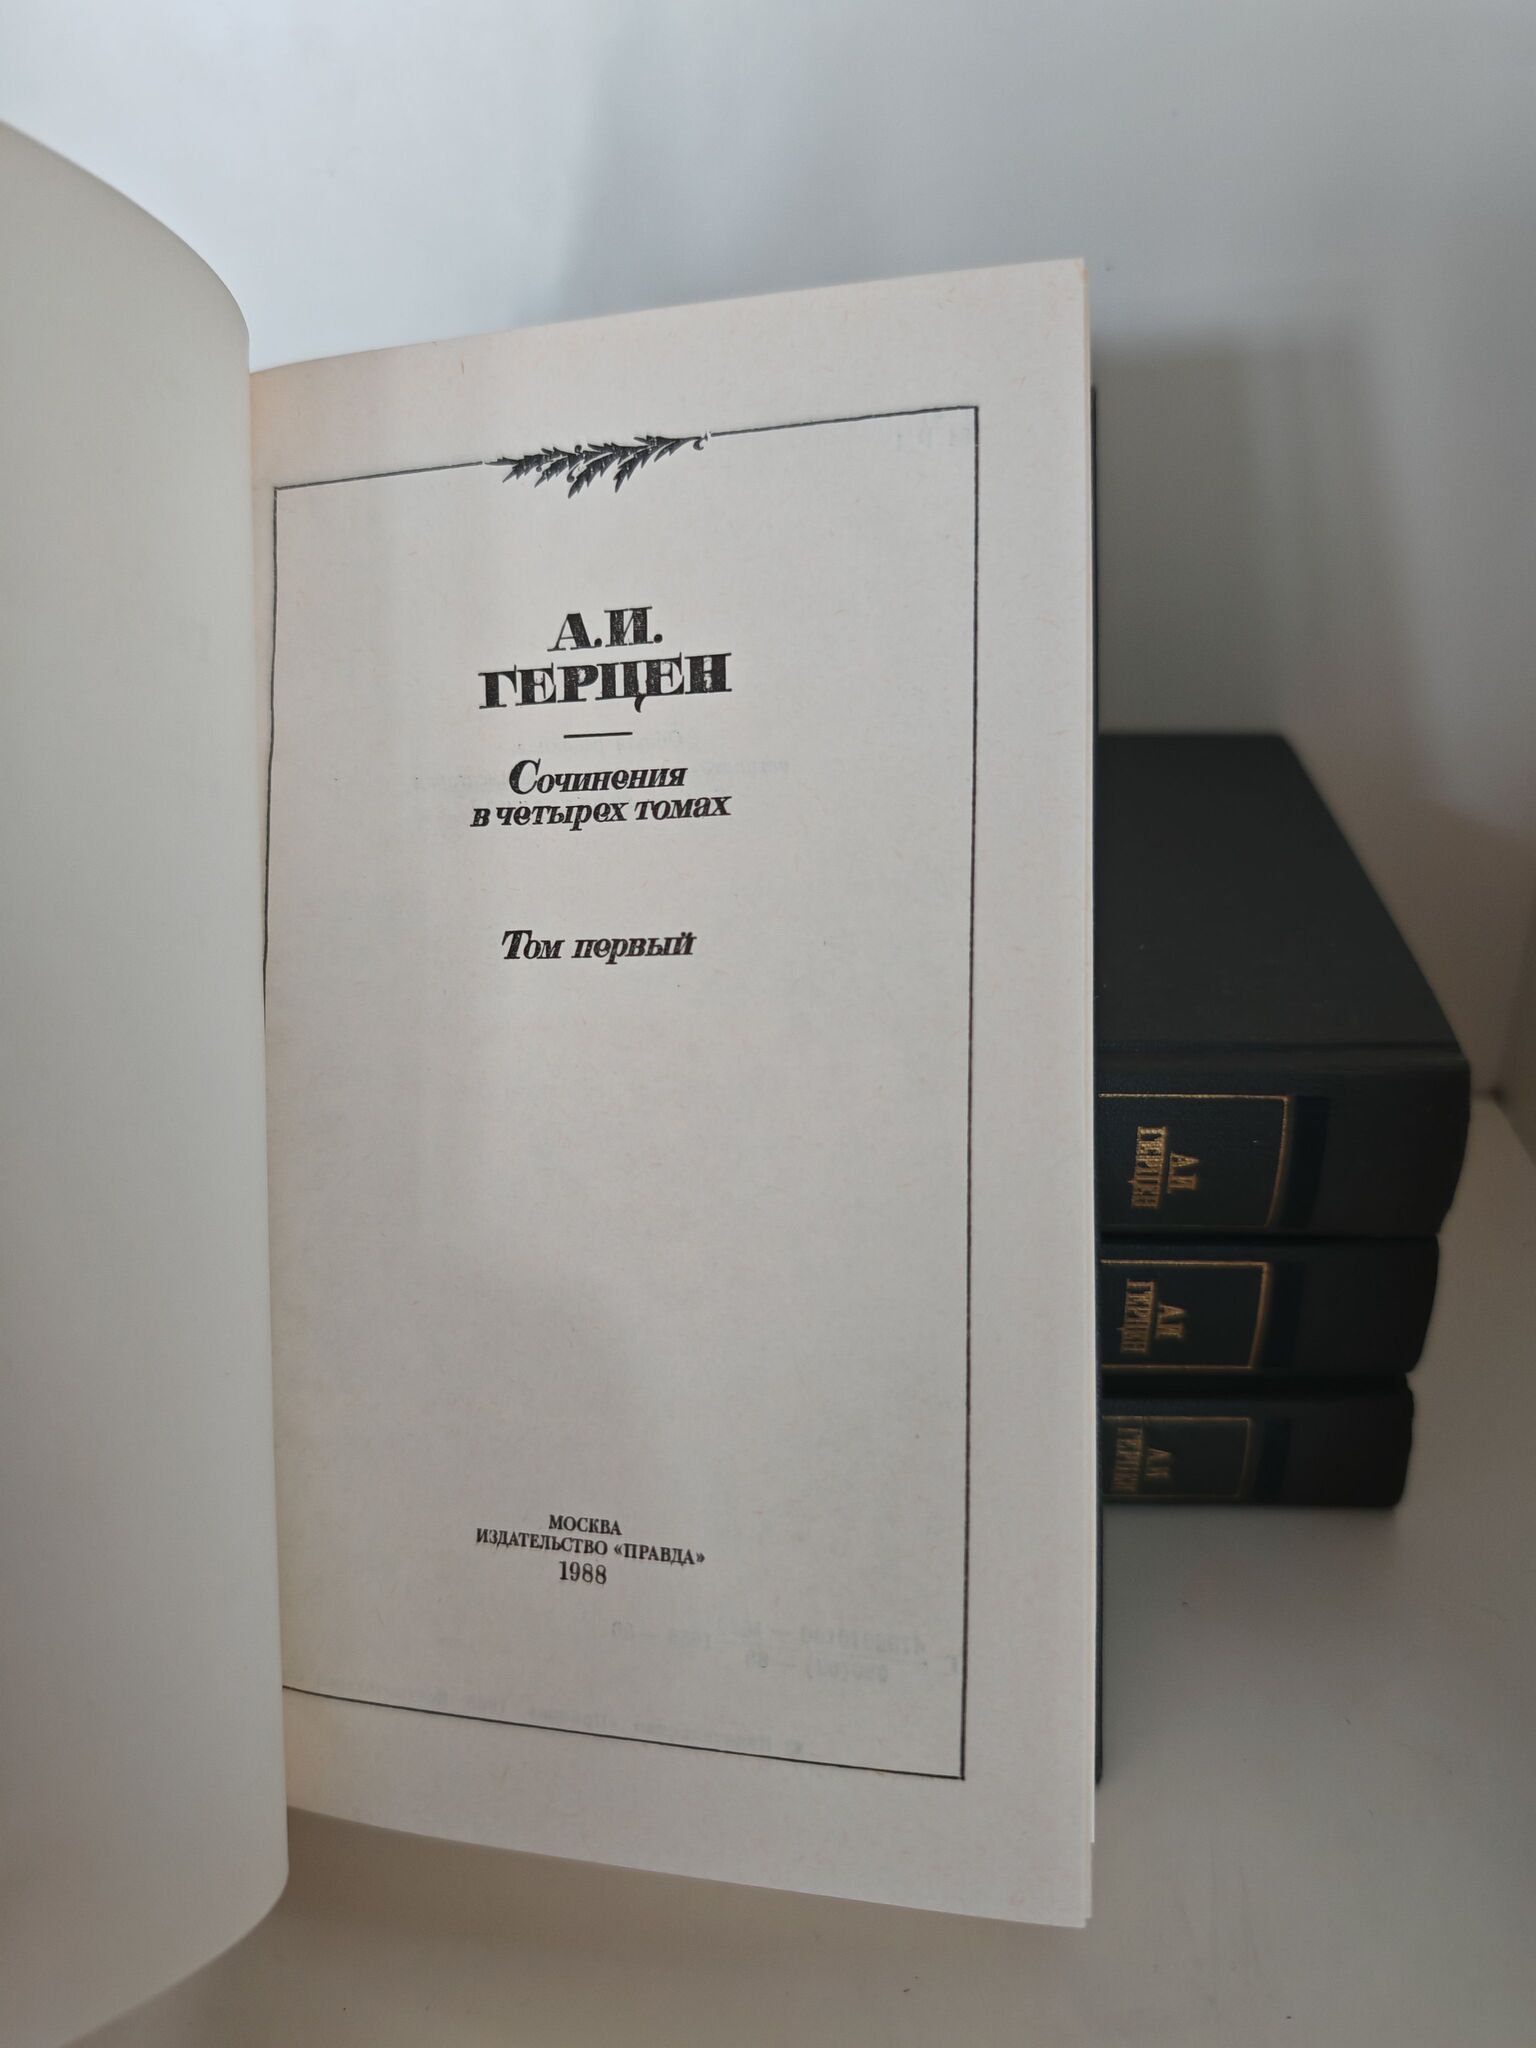 А.И.
ГЕРЦЕН
Сочинения
в четырех томах
Том первый
МОСКВА
ИЗДАТЕЛЬСТВО «ПРАВДА»
1988
А.И.
ГЕРЦЕН
А.И.
ГЕРЦЕН
А.И.
ГЕРЦЕН